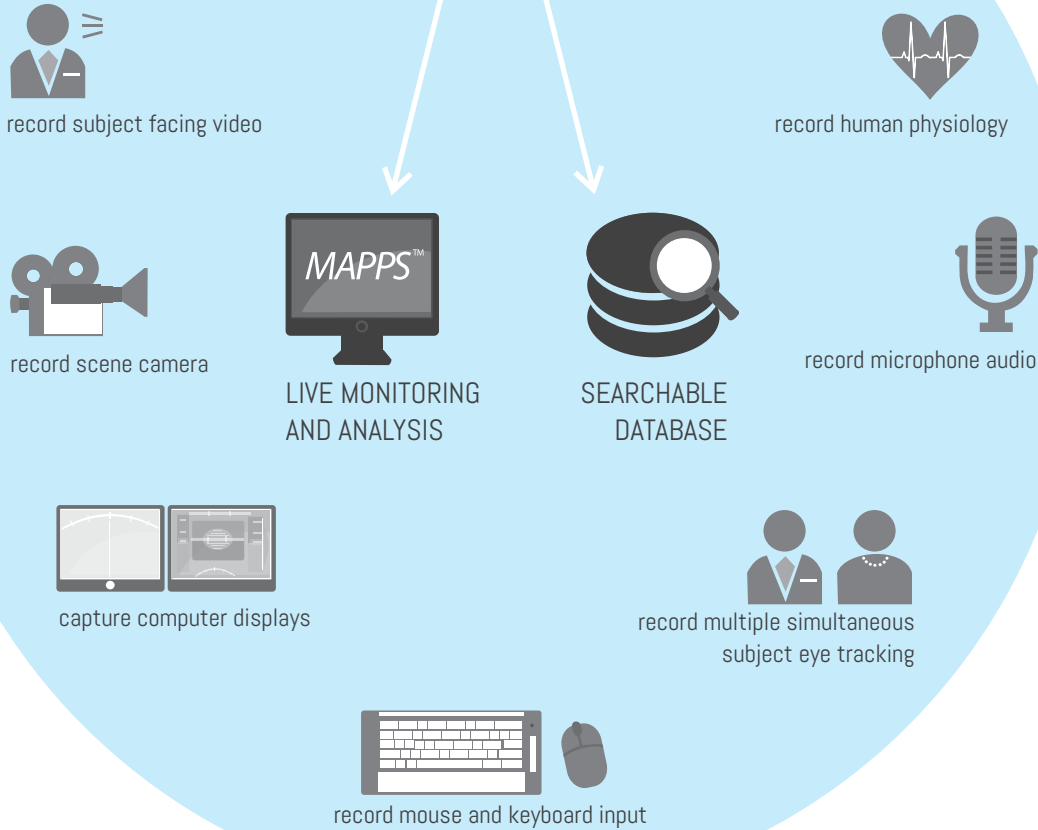 record subject facing video
record human physiology
MAPPS™
record scene camera
record microphone audio
LIVE MONITORING
AND ANALYSIS
SEARCHABLE
DATABASE
capture computer displays
record multiple simultaneous
subject eye tracking
record mouse and keyboard input